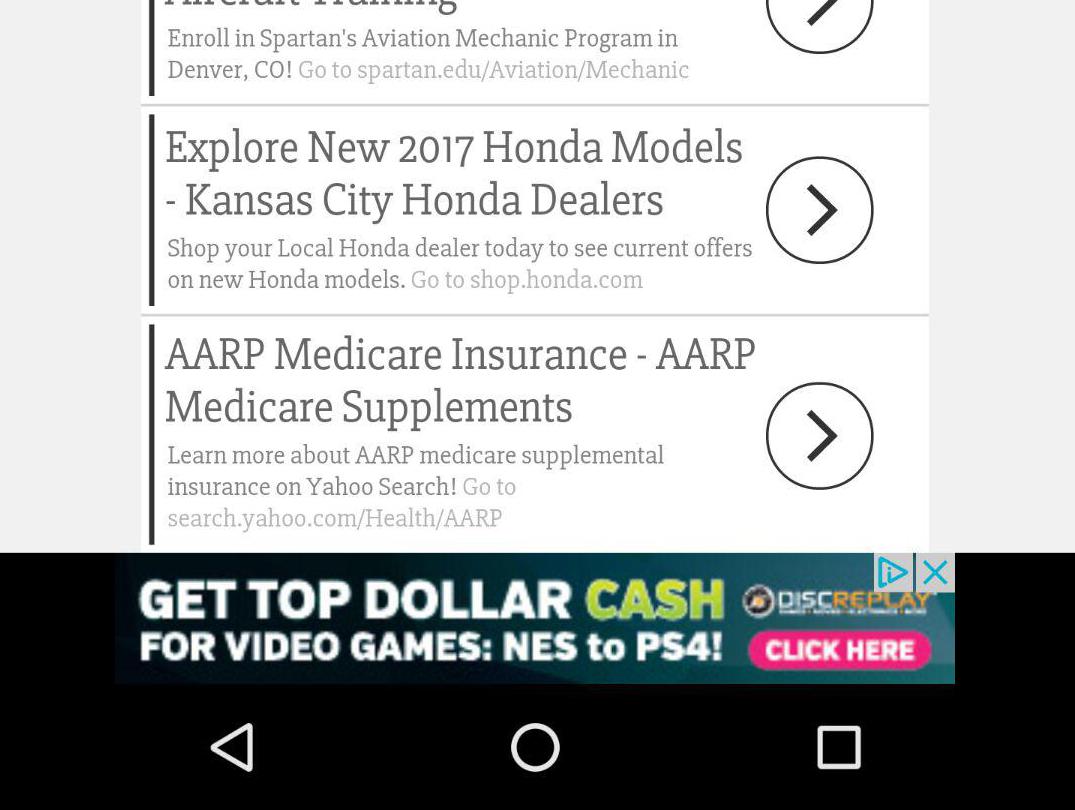 Aircraft Training
Enroll in Spartan's Aviation Mechanic Program in
Denver, CO! Go to spartan.edu/Aviation/Mechanic
Explore New 2017 Honda Models
- Kansas City Honda Dealers
Shop your Local Honda dealer today to see current offers
on new Honda models. Go to shop.honda.com
AARP Medicare Insurance - AARP
Medicare Supplements
Learn more about AARP medicare supplemental
insurance on Yahoo Search! Go to
search.yahoo.com/Health/AARP
GET TOP DOLLAR CASH
FOR VIDEO GAMES: NES to PS4!
DISCREPLAY
CLICK HERE